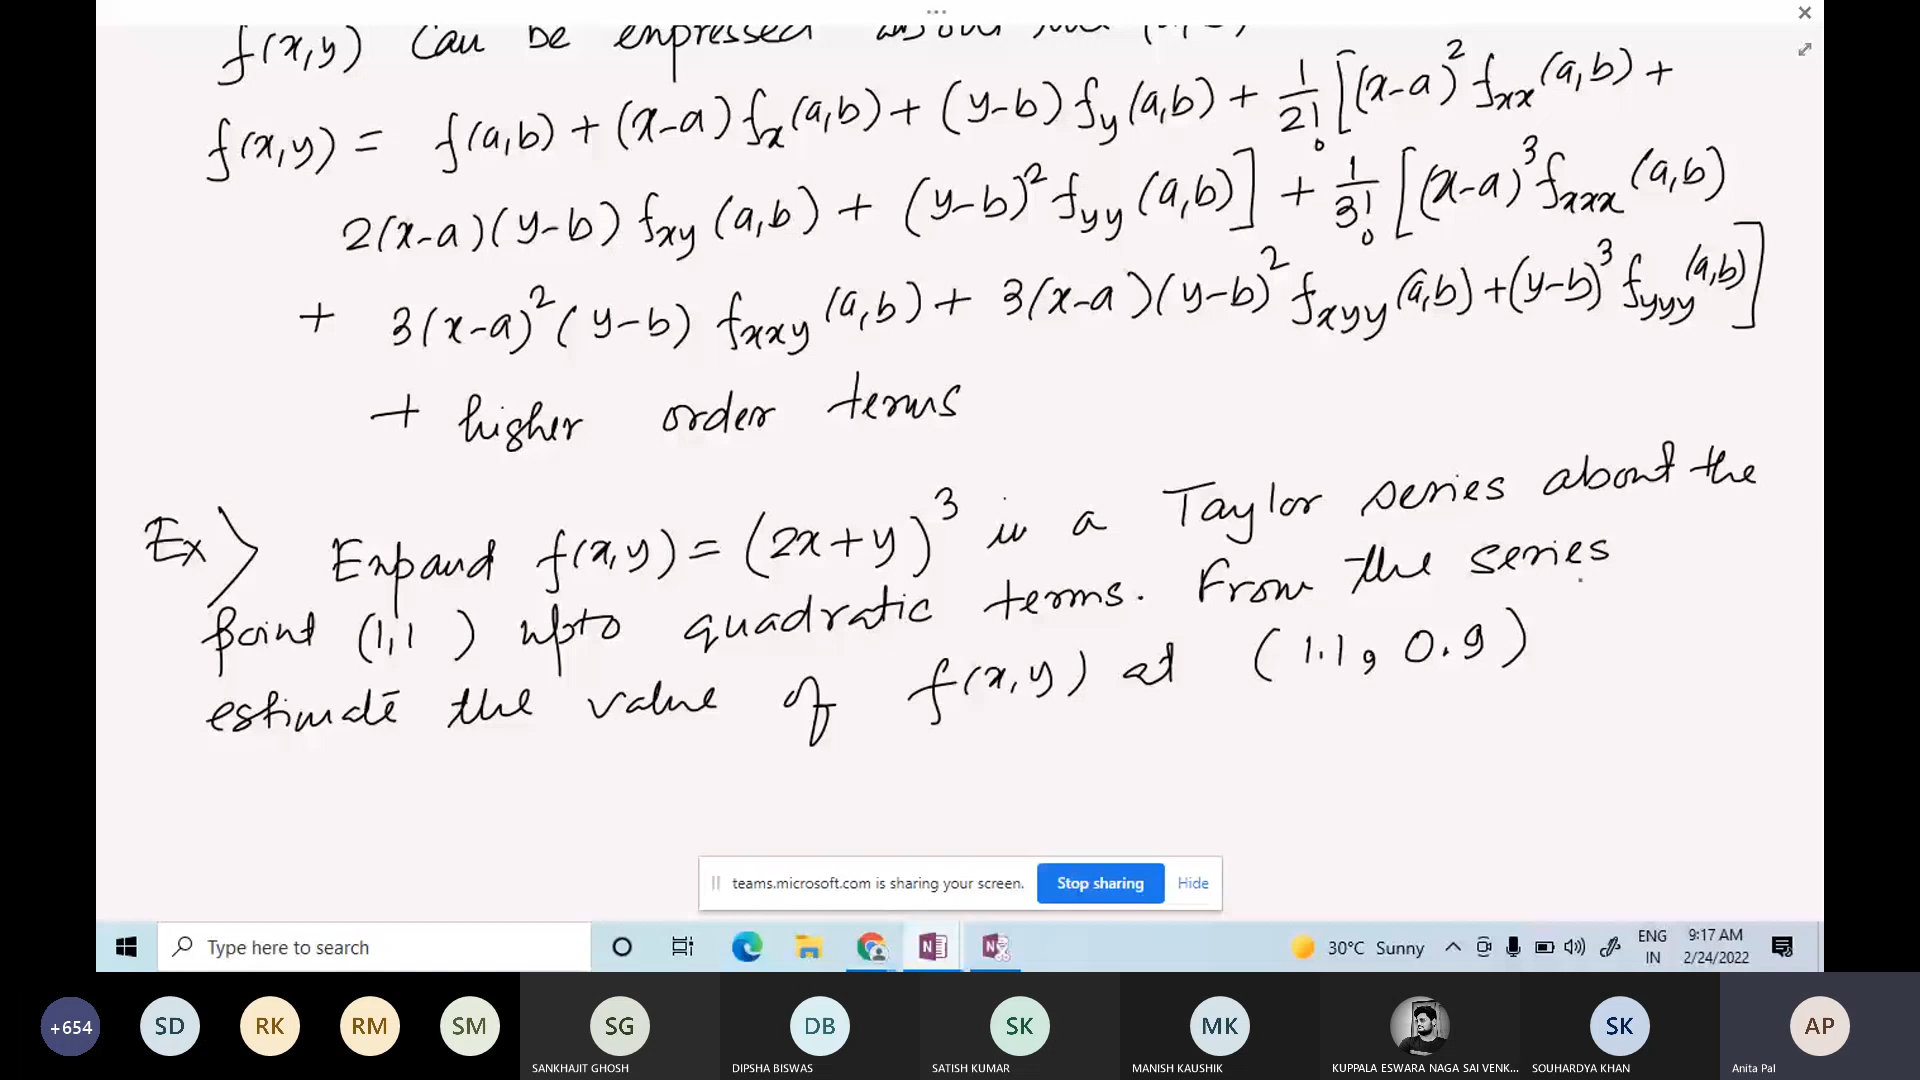 f(x,y) can be expressed
f(x,y) = f(a,b) + (x-a) fx (a,b) + (y-b) fy (a,b) + 1/2! [(x-a)² fxx (a,b) +
2(x-a)(y-b) fxy (a,b) + (y-b)² fyy (a,b)] + 1/3! [(x-a)³ fxxx (a,b)
+ 3(x-a)² (y-b) fxxy (a,b) + 3(x-a)(y-b)² fxyy (a,b) + (y-b)³ fyyy (a,b)]
+ higher order terms
Ex> Expand f(x,y) = (2x+y)³ in a Taylor series about the
point (1,1) upto quadratic terms. From the series
estimate the value of f(x,y) at (1.1, 0.9)
teams.microsoft.com is sharing your screen. Stop sharing Hide
Type here to search
30°C Sunny
ENG 9:17 AM
IN 2/24/2022
+654 SD RK RM SM SG DB SK MK SK AP
SANKHAJIT GHOSH DIPSHA BISWAS SATISH KUMAR MANISH KAUSHIK KUPPALA ESWARA NAGA SAI VENK... SOUHARDYA KHAN Anita Pal